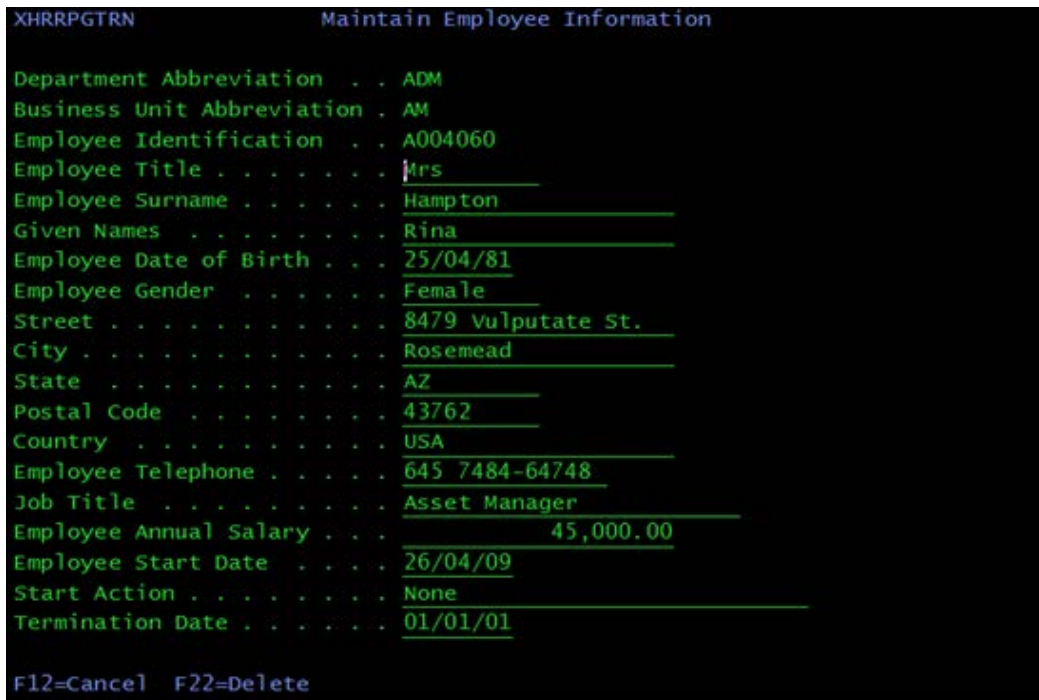 XHRRPGTRN Maintain Employee Information
Department Abbreviation . . ADM
Business Unit Abbreviation . AM
Employee Identification . . A004060
Employee Title . . . . . . . Mrs
Employee Surname . . . . . . Hampton
Given Names . . . . . . . . Rina
Employee Date of Birth . . . 25/04/81
Employee Gender . . . . . . Female
Street . . . . . . . . . . . 8479 Vulputate St.
City . . . . . . . . . . . . Rosemead
State . . . . . . . . . . . AZ
Postal Code . . . . . . . . 43762
Country . . . . . . . . . . USA
Employee Telephone . . . . . 645 7484-64748
Job Title . . . . . . . . . Asset Manager
Employee Annual Salary . . . 45,000.00
Employee Start Date . . . . 26/04/09
Start Action . . . . . . . . None
Termination Date . . . . . . 01/01/01
F12=Cancel F22=Delete